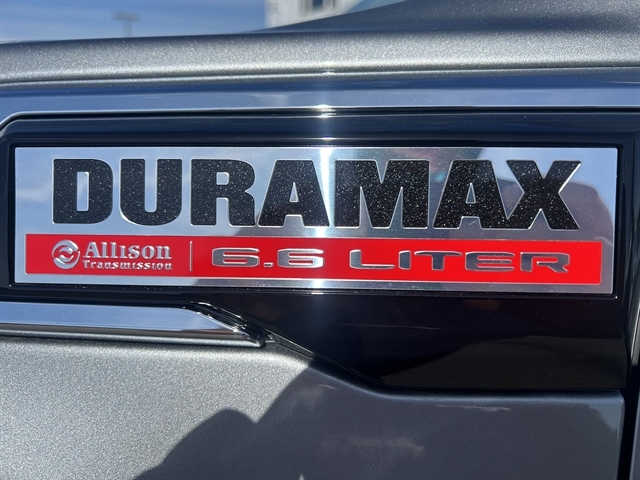 DURAMAX
Allison
Transmission
6.6 LITER